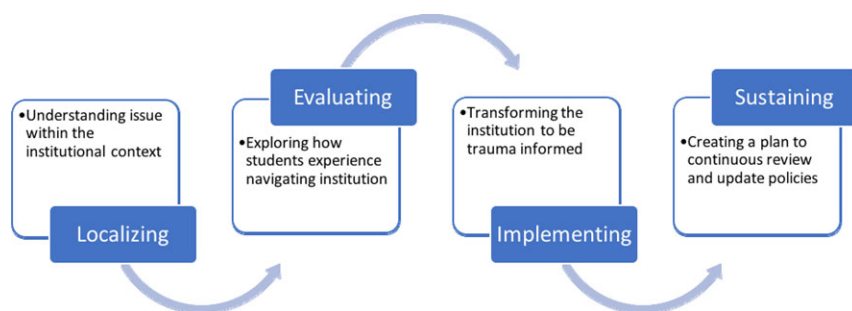 •Understanding issue
within the
institutional context
Localizing
Evaluating
•Exploring how
students experience
navigating institution
•Transforming the
institution to be
trauma informed
Implementing
Sustaining
•Creating a plan to
continuous review
and update policies